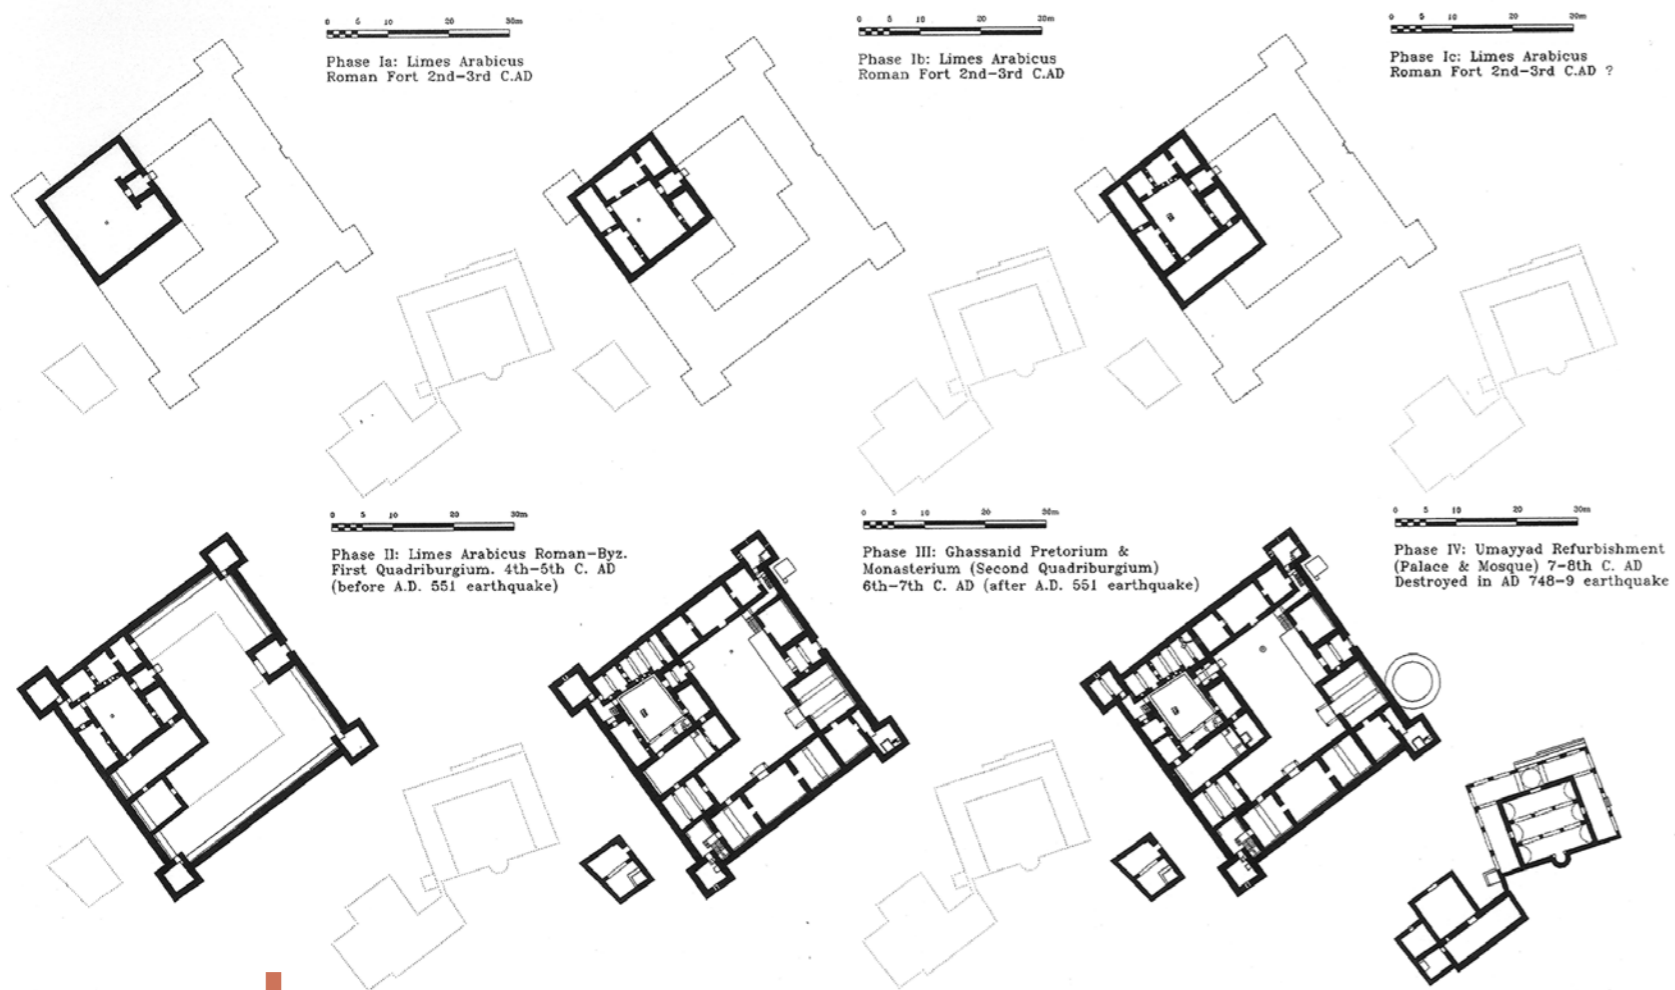 0 5 10 20 30m
Phase Ia: Limes Arabicus
Roman Fort 2nd-3rd C.AD
0 5 10 20 30m
Phase Ib: Limes Arabicus
Roman Fort 2nd-3rd C.AD
0 5 10 20 30m
Phase Ic: Limes Arabicus
Roman Fort 2nd-3rd C.AD ?
0 5 10 20 30m
Phase II: Limes Arabicus Roman-Byz.
First Quadriburgium. 4th-5th C. AD
(before A.D. 551 earthquake)
0 5 10 20 30m
Phase III: Ghassanid Pretorium &
Monasterium (Second Quadriburgium)
6th-7th C. AD (after A.D. 551 earthquake)
0 5 10 20 30m
Phase IV: Umayyad Refurbishment
(Palace & Mosque) 7-8th C. AD
Destroyed in AD 748-9 earthquake